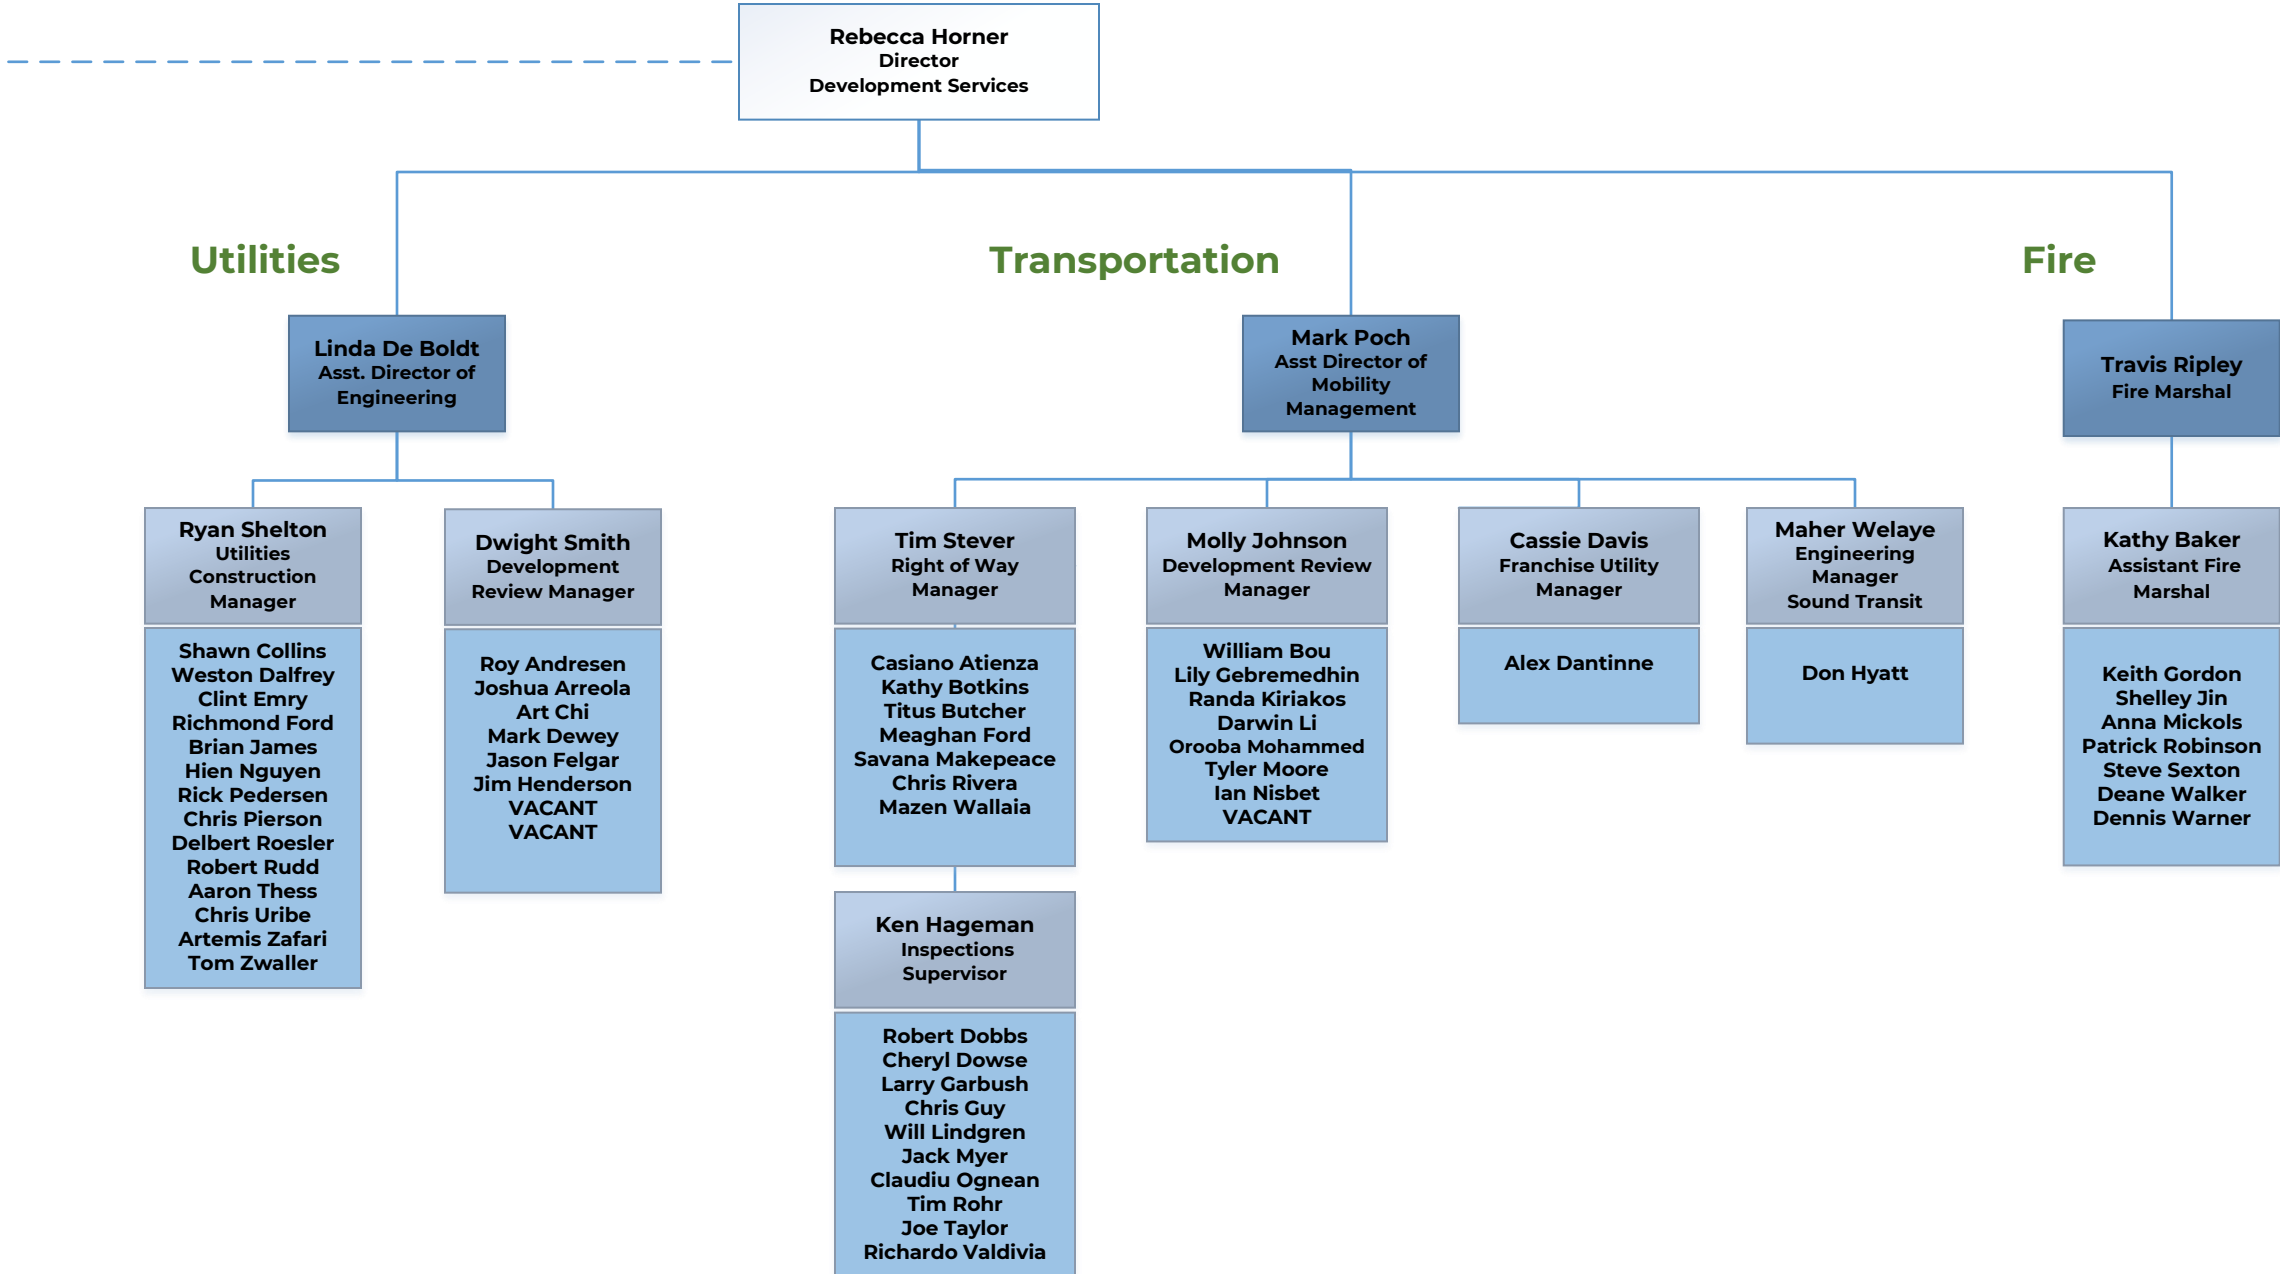 Rebecca Horner
Director
Development Services
Utilities
Transportation
Fire
Linda De Boldt
Asst. Director of
Engineering
Mark Poch
Asst Director of
Mobility
Management
Travis Ripley
Fire Marshal
Ryan Shelton
Utilities
Construction
Manager
Dwight Smith
Development
Review Manager
Tim Stever
Right of Way
Manager
Molly Johnson
Development Review
Manager
Cassie Davis
Franchise Utility
Manager
Maher Welaye
Engineering
Manager
Sound Transit
Kathy Baker
Assistant Fire
Marshal
Shawn Collins
Weston Dalfrey
Clint Emry
Richmond Ford
Brian James
Hien Nguyen
Rick Pedersen
Chris Pierson
Delbert Roesler
Robert Rudd
Aaron Thess
Chris Uribe
Artemis Zafari
Tom Zwaller
Roy Andresen
Joshua Arreola
Art Chi
Mark Dewey
Jason Felgar
Jim Henderson
VACANT
VACANT
Casiano Atienza
Kathy Botkins
Titus Butcher
Meaghan Ford
Savana Makepeace
Chris Rivera
Mazen Wallaia
William Bou
Lily Gebremedhin
Randa Kiriakos
Darwin Li
Orooba Mohammed
Tyler Moore
Ian Nisbet
VACANT
Alex Dantinne
Don Hyatt
Keith Gordon
Shelley Jin
Anna Mickols
Patrick Robinson
Steve Sexton
Deane Walker
Dennis Warner
Ken Hageman
Inspections
Supervisor
Robert Dobbs
Cheryl Dowse
Larry Garbush
Chris Guy
Will Lindgren
Jack Myer
Claudiu Ognean
Tim Rohr
Joe Taylor
Richardo Valdivia